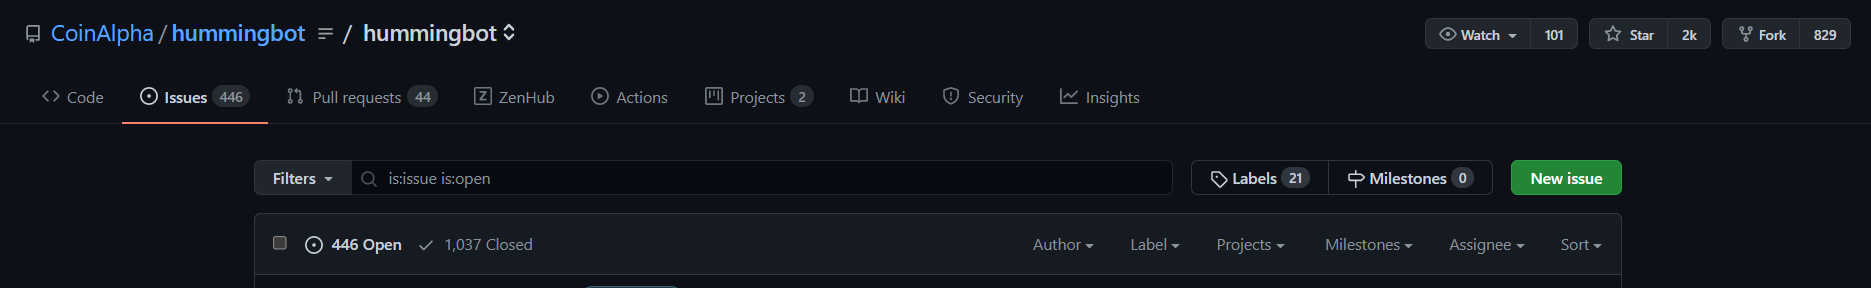 CoinAlpha / hummingbot / hummingbot Watch 101 Star 2k Fork 829
Code Issues 446 Pull requests 44 ZenHub Actions Projects 2 Wiki Security Insights
Filters is:issue is:open Labels 21 Milestones 0 New issue
446 Open 1,037 Closed Author Label Projects Milestones Assignee Sort